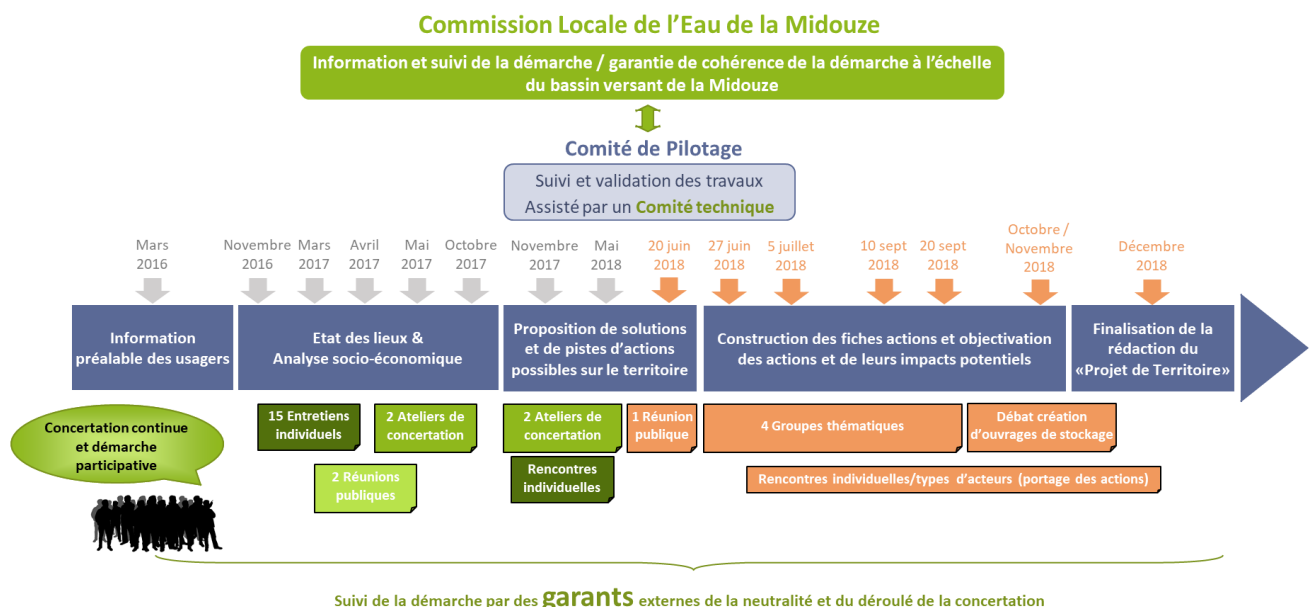 Commission Locale de l'Eau de la Midouze
Information et suivi de la démarche / garantie de cohérence de la démarche à l'échelle
du bassin versant de la Midouze
Comité de Pilotage
Suivi et validation des travaux
Assisté par un Comité technique
Mars
2016
Novembre
2016
Mars
2017
Avril
2017
Mai
2017
Octobre
2017
Novembre
2017
Mai
2018
20 juin
2018
27 juin
2018
5 juillet
2018
10 sept
2018
20 sept
2018
Octobre /
Novembre
2018
Décembre
2018
Information
préalable des usagers
Etat des lieux &
Analyse socio-économique
Proposition de solutions
et de pistes d'actions
possibles sur le territoire
Construction des fiches actions et objectivation
des actions et de leurs impacts potentiels
Finalisation de la
rédaction du
«Projet de Territoire»
Concertation continue
et démarche
participative
15 Entretiens
individuels
2 Ateliers de
concertation
2 Réunions
publiques
2 Ateliers de
concertation
Rencontres
individuelles
1 Réunion
publique
4 Groupes thématiques
Débat création
d'ouvrages de stockage
Rencontres individuelles/types d'acteurs (portage des actions)
Suivi de la démarche par des garants externes de la neutralité et du déroulé de la concertation